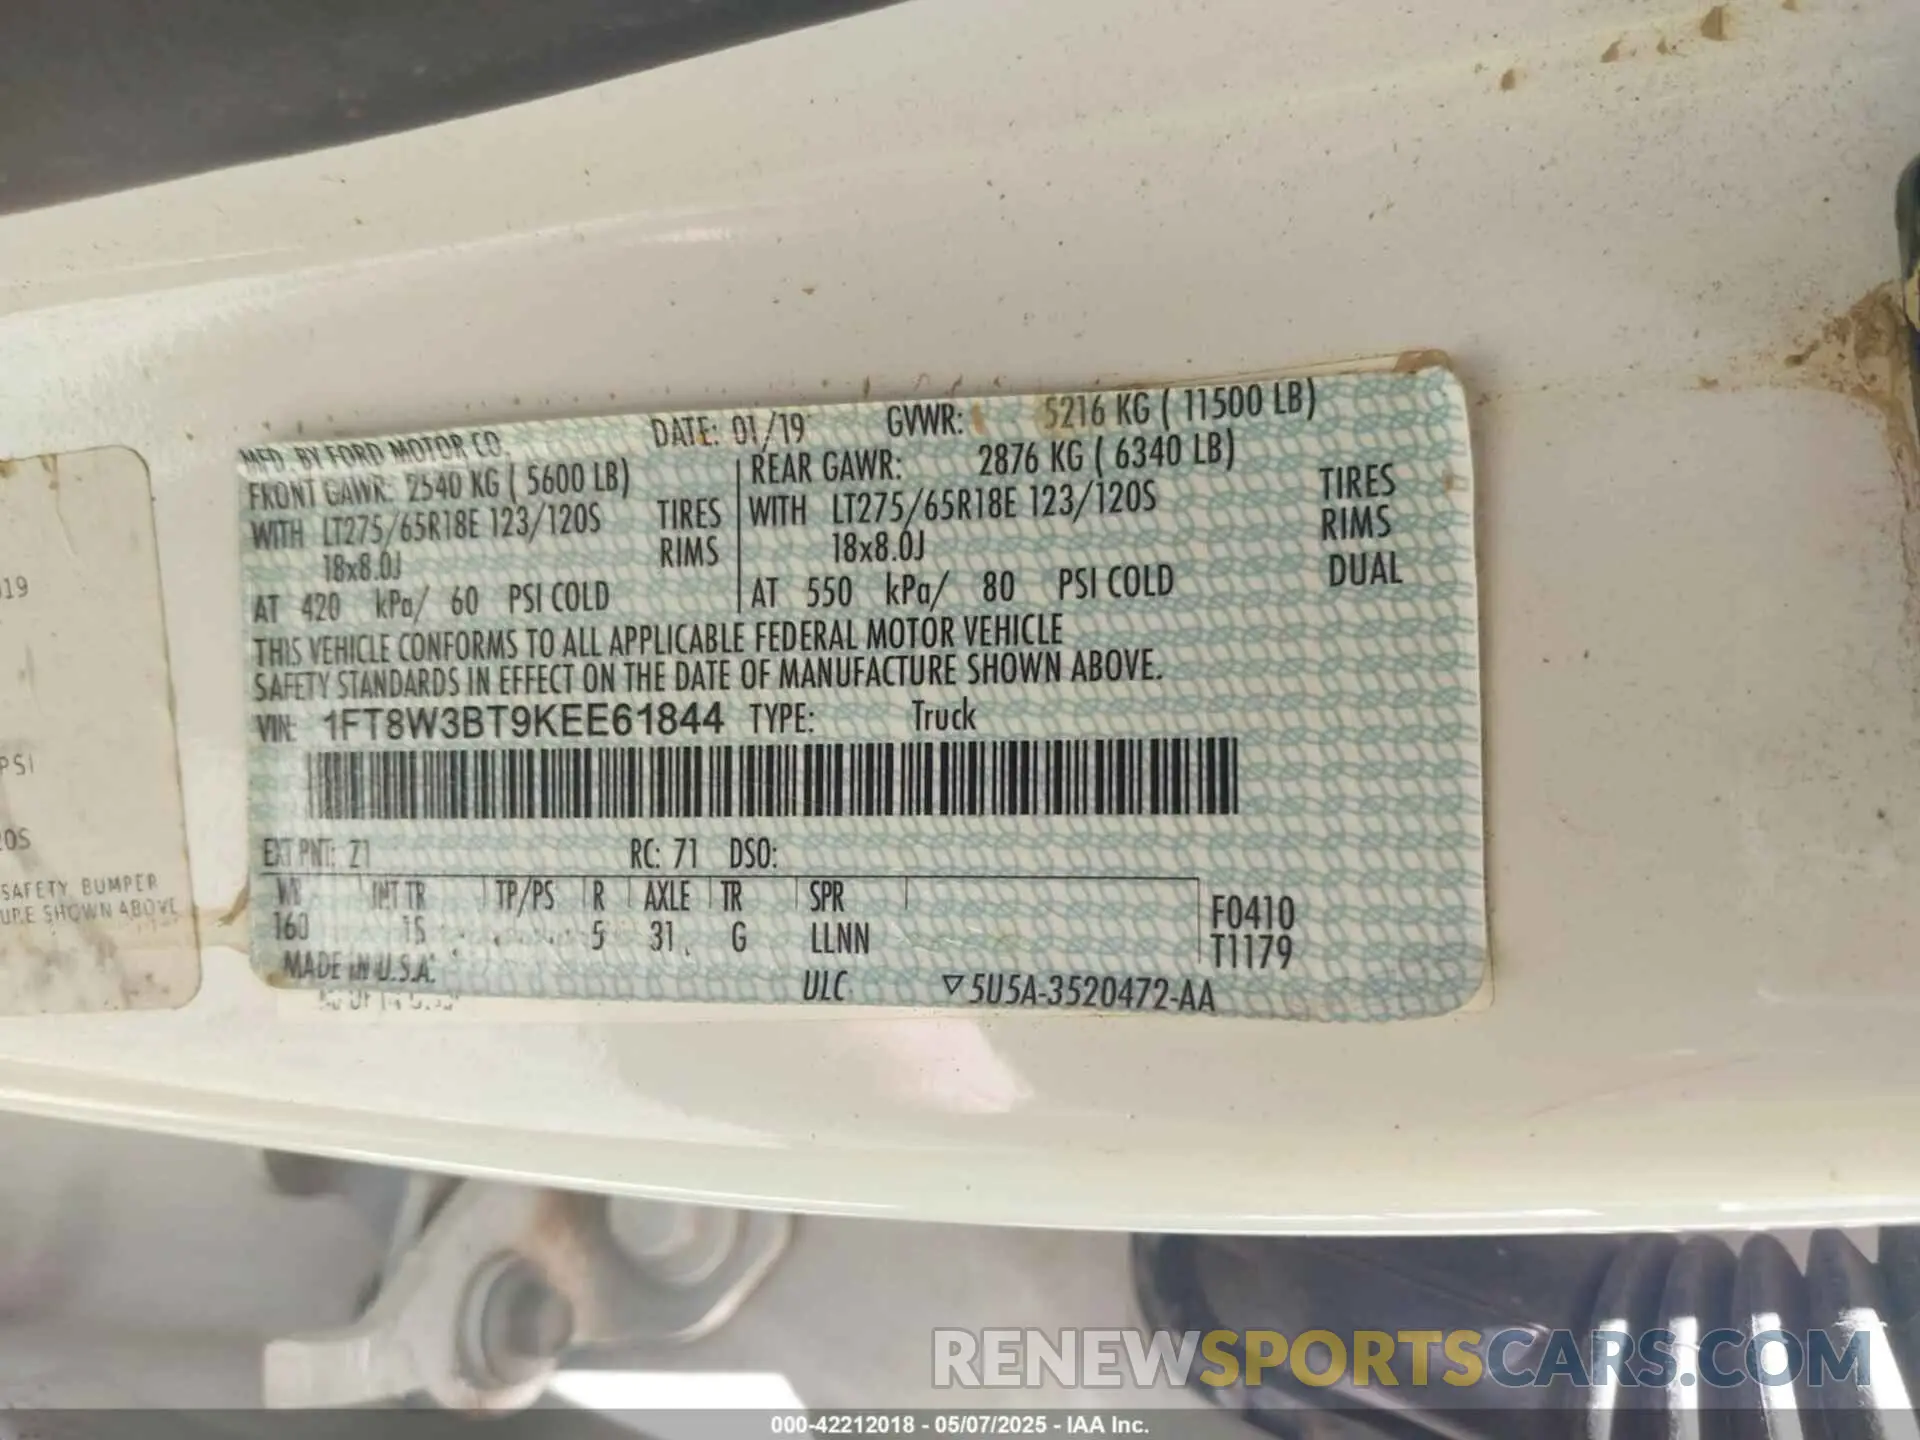 MFD. BY FORD MOTOR CO. DATE: 01/19 GVWR: 5216 KG ( 11500 LB)
FRONT GAWR: 2540 KG ( 5600 LB) REAR GAWR: 2876 KG ( 6340 LB)
WITH LT275/65R18E 123/120S TIRES WITH LT275/65R18E 123/120S TIRES
18x8.0J RIMS 18x8.0J RIMS
AT 420 kPa/ 60 PSI COLD AT 550 kPa/ 80 PSI COLD DUAL
THIS VEHICLE CONFORMS TO ALL APPLICABLE FEDERAL MOTOR VEHICLE
SAFETY STANDARDS IN EFFECT ON THE DATE OF MANUFACTURE SHOWN ABOVE.
VIN: 1FT8W3BT9KEE61844 TYPE: Truck
EXT PNT: Z1 RC: 71 DSO:
WB INT TR TP/PS R AXLE TR SPR
160 1S 5 31 G LLNN
F0410
T1179
MADE IN U.S.A.
ULC ▽5U5A-3520472-AA
19
PSI
20S
SAFETY, BUMPER
SHOWN ABOVE
RENEWSPORTSCARS.COM
000-42212018 - 05/07/2025 - IAA Inc.